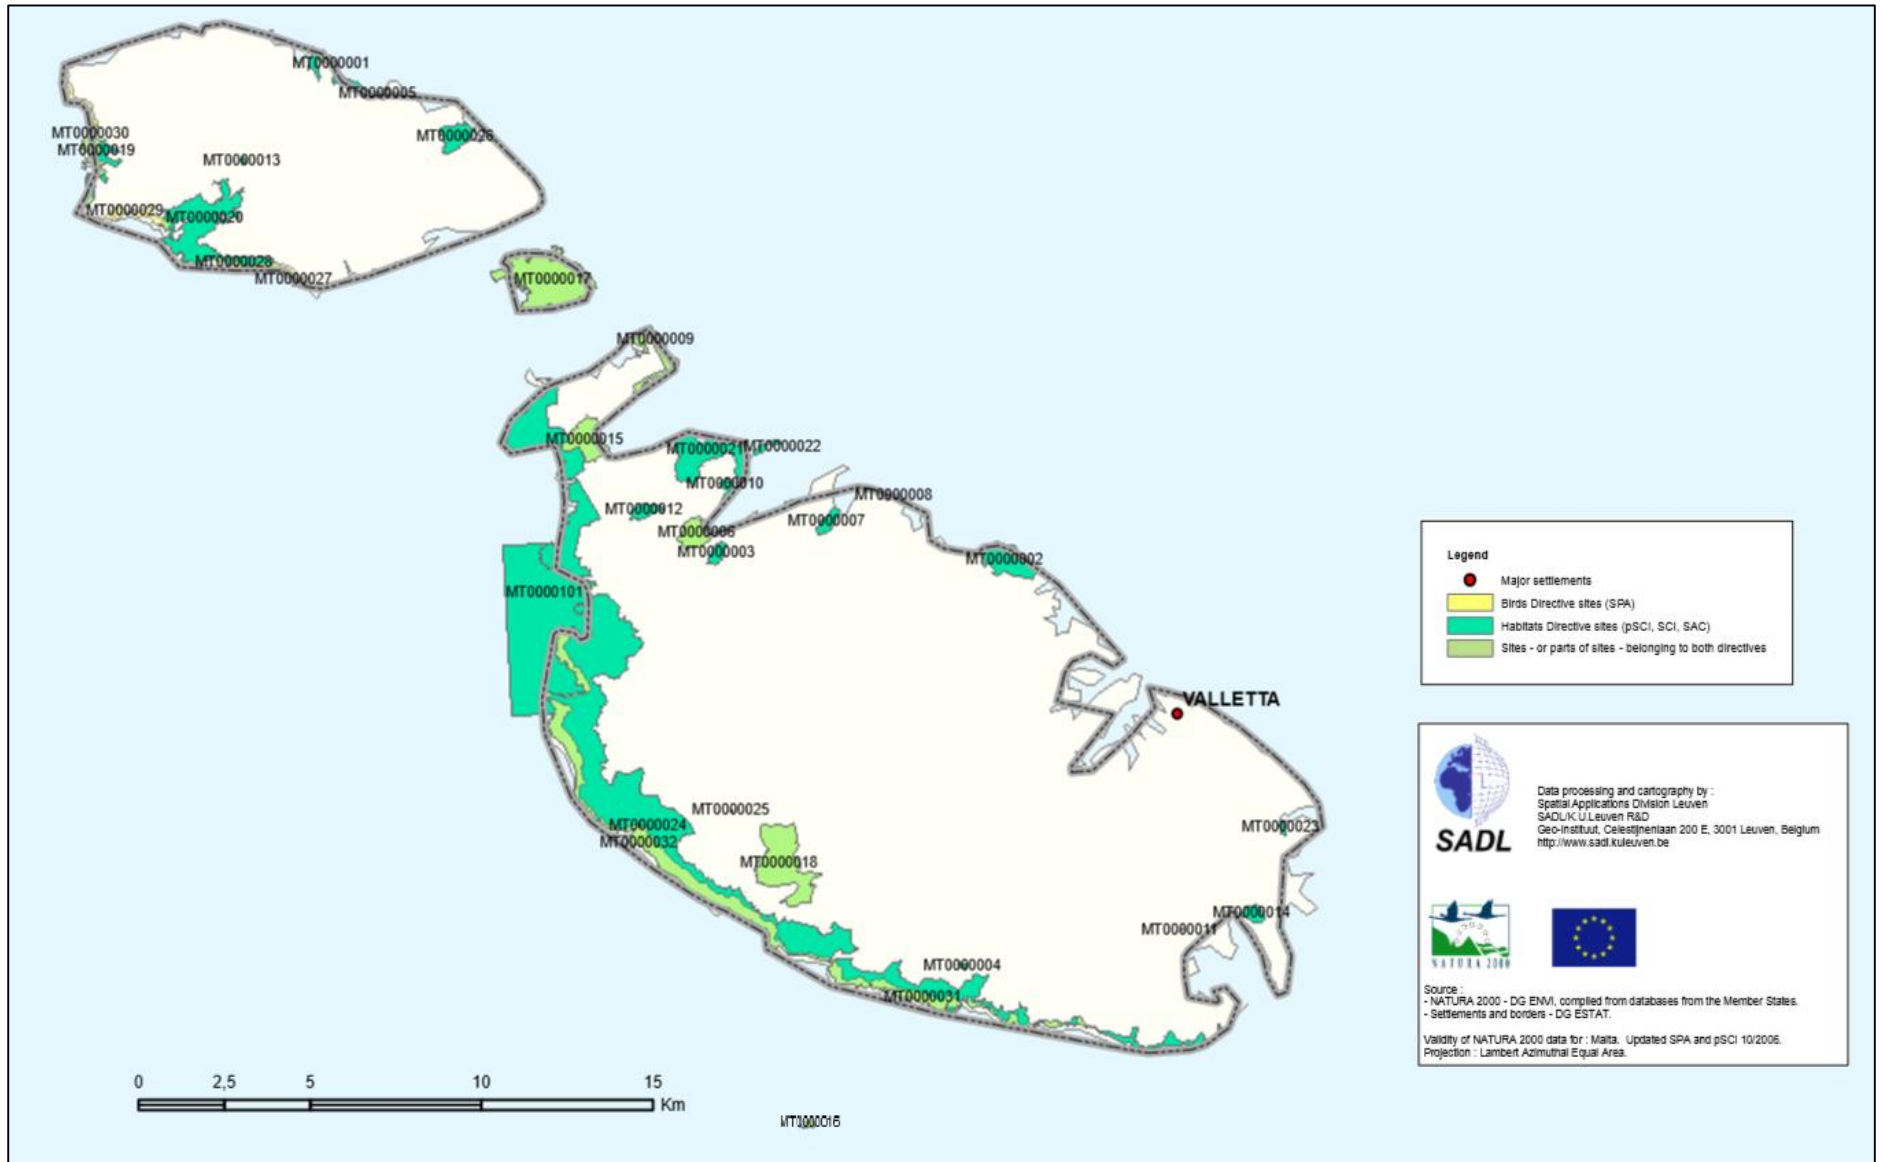 MT0000001
MT0000005
MT0000026
MT0000030
MT0000019
MT0000013
MT0000029
MT0000020
MT0000028
MT0000027
MT0000017
MT0000009
MT0000015
MT0000021
MT0000022
MT0000010
MT0000008
MT0000012
MT0000007
MT0000006
MT0000003
MT0000002
MT0000101
VALLETTA
MT0000025
MT0000024
MT0000032
MT0000023
MT0000018
MT0000014
MT0000011
MT0000004
MT0000031
MT0000016
0 2,5 5 10 15
Km
Legend
Major settlements
Birds Directive sites (SPA)
Habitats Directive sites (pSCI, SCI, SAC)
Sites - or parts of sites - belonging to both directives
SADL
Data processing and cartography by :
Spatial Applications Division Leuven
SADL/K.U.Leuven R&D
Geo-Instituut, Celestijnenlaan 200 E, 3001 Leuven, Belgium
http://www.sadl.kuleuven.be
NATURA 2000
Source :
- NATURA 2000 - DG ENVI, compiled from databases from the Member States.
- Settlements and borders - DG ESTAT.
Validity of NATURA 2000 data for : Malta. Updated SPA and pSCI 10/2006.
Projection : Lambert Azimuthal Equal Area.